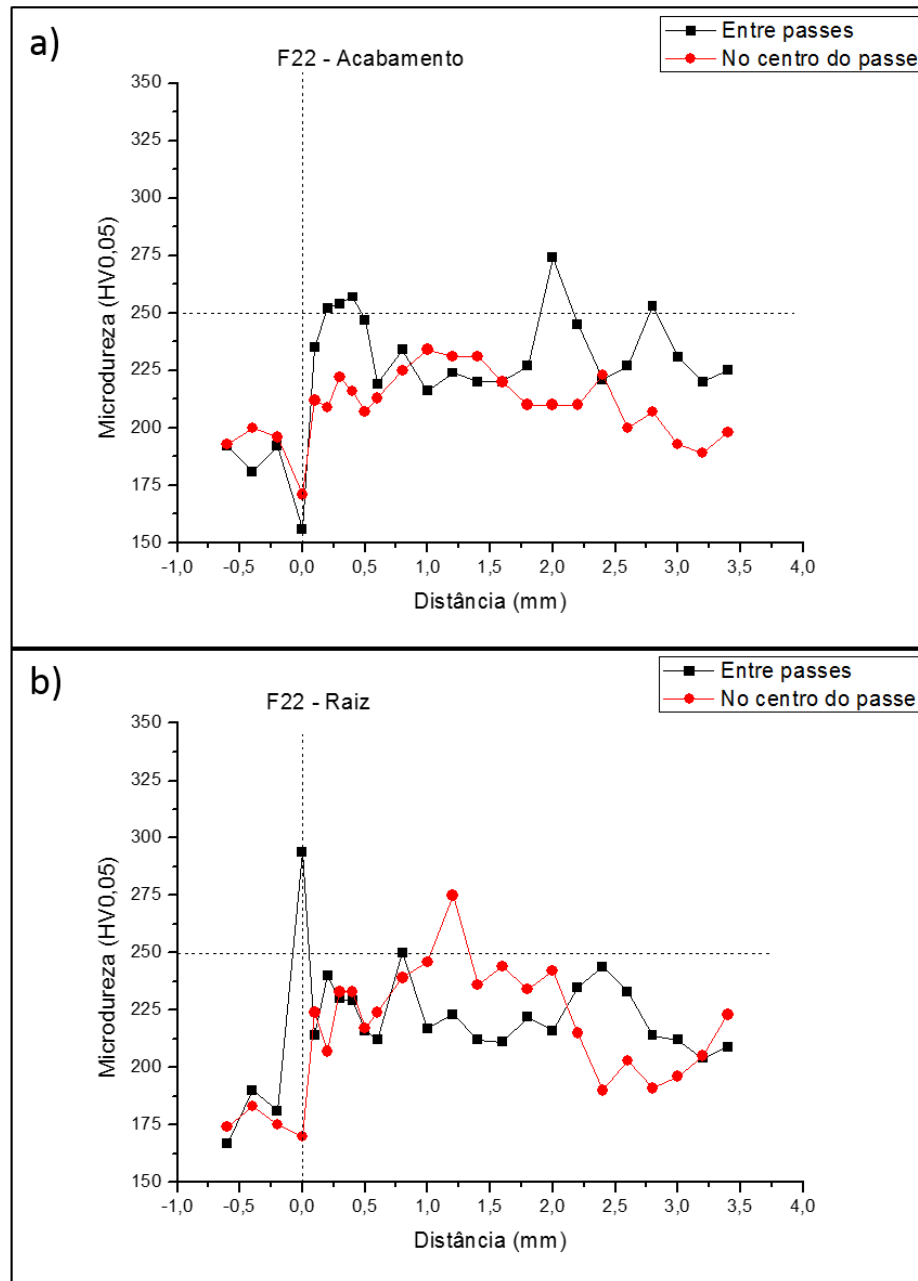 a)
Entre passes
No centro do passe
F22 - Acabamento
350
325
300
275
250
225
200
175
150
Microdureza (HV0,05)
-1,0 -0,5 0,0 0,5 1,0 1,5 2,0 2,5 3,0 3,5 4,0
Distância (mm)
b)
Entre passes
No centro do passe
F22 - Raiz
350
325
300
275
250
225
200
175
150
Microdureza (HV0,05)
-1,0 -0,5 0,0 0,5 1,0 1,5 2,0 2,5 3,0 3,5 4,0
Distância (mm)